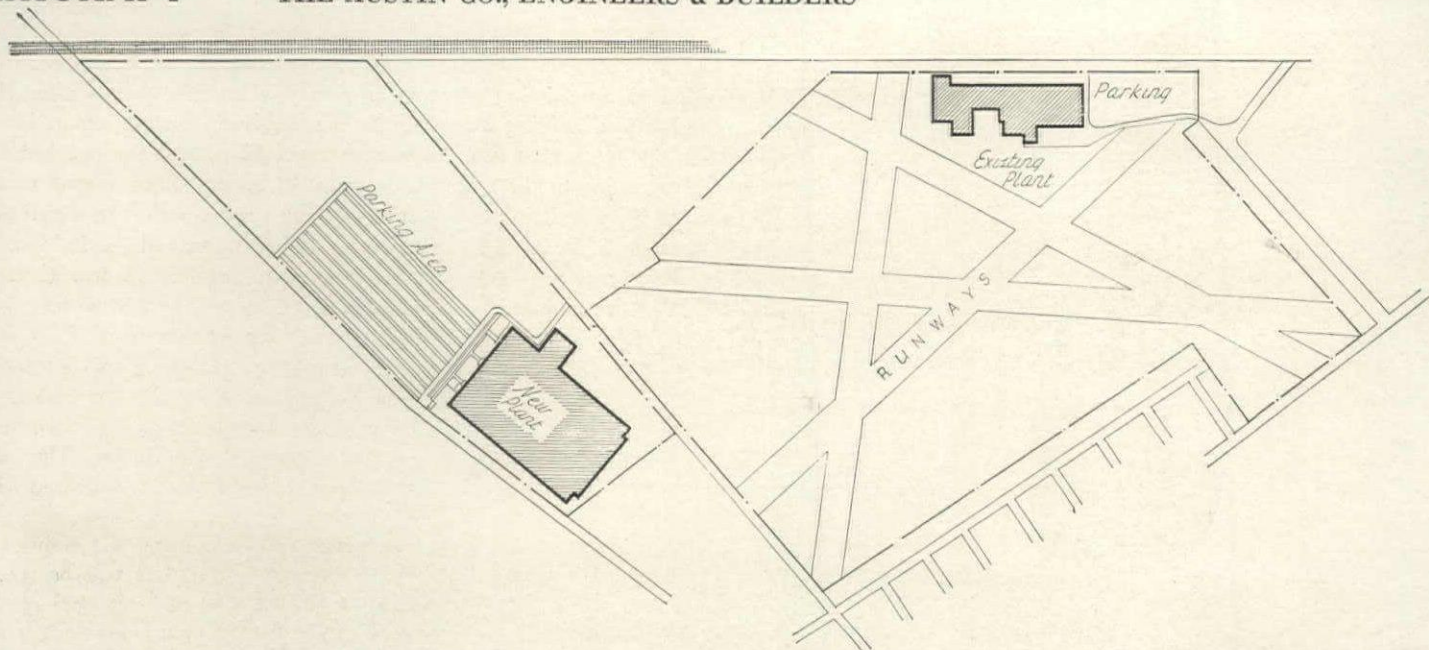 THE AUSTIN CO., ENGINEERS & BUILDERS
Parking
Existing
Plant
Parking Area
RUNWAYS
New
Plant